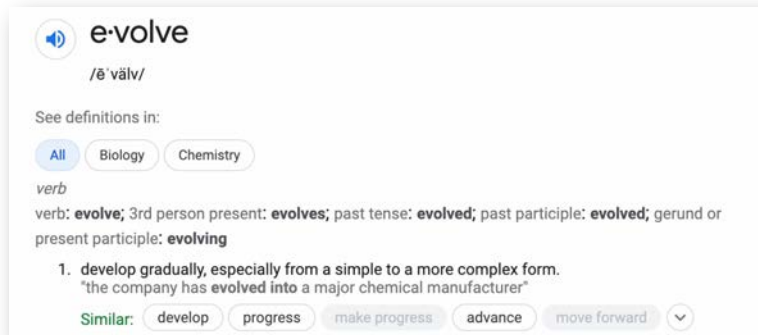 e·volve
/ēˈvälv/
See definitions in:
All Biology Chemistry
verb
verb: evolve; 3rd person present: evolves; past tense: evolved; past participle: evolved; gerund or
present participle: evolving
1. develop gradually, especially from a simple to a more complex form.
"the company has evolved into a major chemical manufacturer"
Similar: develop progress make progress advance move forward